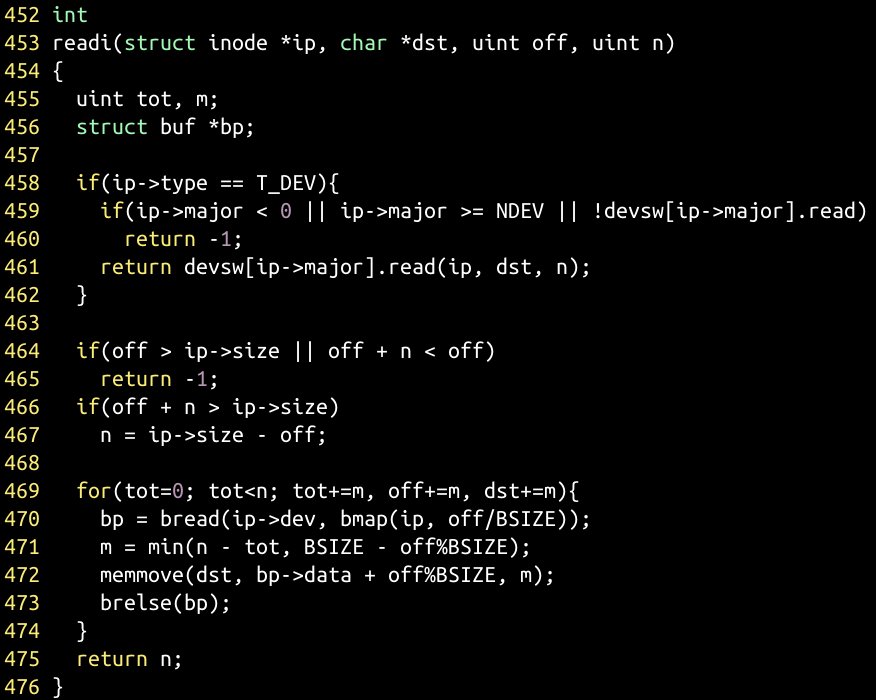 452 int
453 readi(struct inode *ip, char *dst, uint off, uint n)
454 {
455   uint tot, m;
456   struct buf *bp;
457
458   if(ip->type == T_DEV){
459     if(ip->major < 0 || ip->major >= NDEV || !devsw[ip->major].read)
460       return -1;
461     return devsw[ip->major].read(ip, dst, n);
462   }
463
464   if(off > ip->size || off + n < off)
465     return -1;
466   if(off + n > ip->size)
467     n = ip->size - off;
468
469   for(tot=0; tot<n; tot+=m, off+=m, dst+=m){
470     bp = bread(ip->dev, bmap(ip, off/BSIZE));
471     m = min(n - tot, BSIZE - off%BSIZE);
472     memmove(dst, bp->data + off%BSIZE, m);
473     brelse(bp);
474   }
475   return n;
476 }